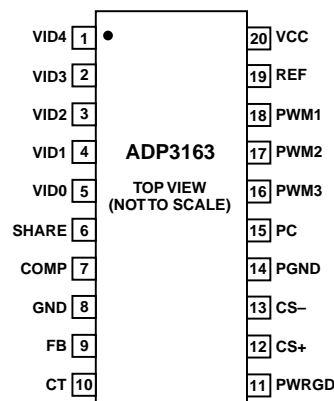 VID4 1 20 VCC
VID3 2 19 REF
VID2 3 18 PWM1
VID1 4 ADP3163 17 PWM2
VID0 5 TOP VIEW 16 PWM3
(NOT TO SCALE)
SHARE 6 15 PC
COMP 7 14 PGND
GND 8 13 CS–
FB 9 12 CS+
CT 10 11 PWRGD